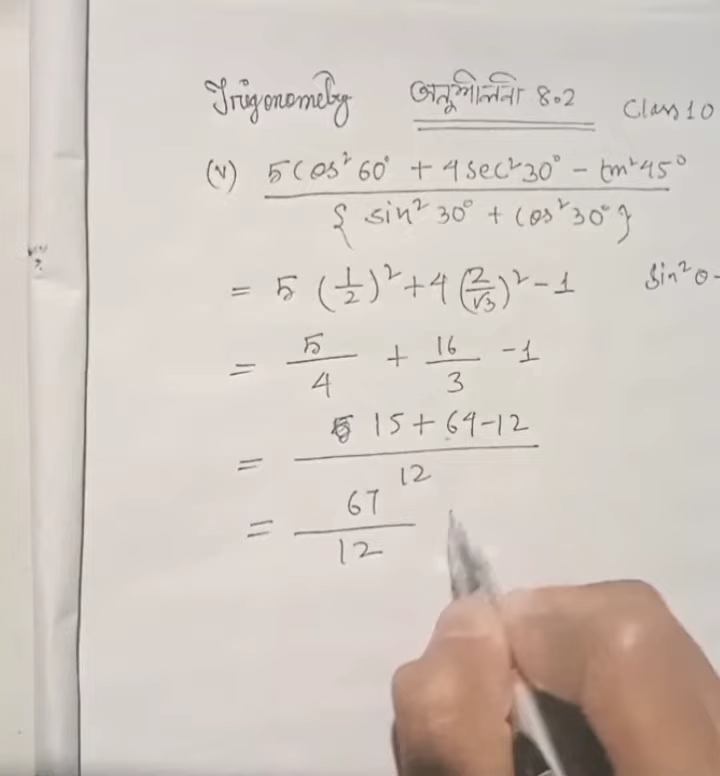 Trigonometry অনুশীলনী 8.2 Class 10
(v) 5cos²60° + 4sec²30° - tan²45°
{ sin²30° + cos²30° }
= 5 (1/2)² + 4 (2/√3)² - 1 sin²θ -
= 5/4 + 16/3 - 1
= 15 + 64 - 12
12
= 67/12